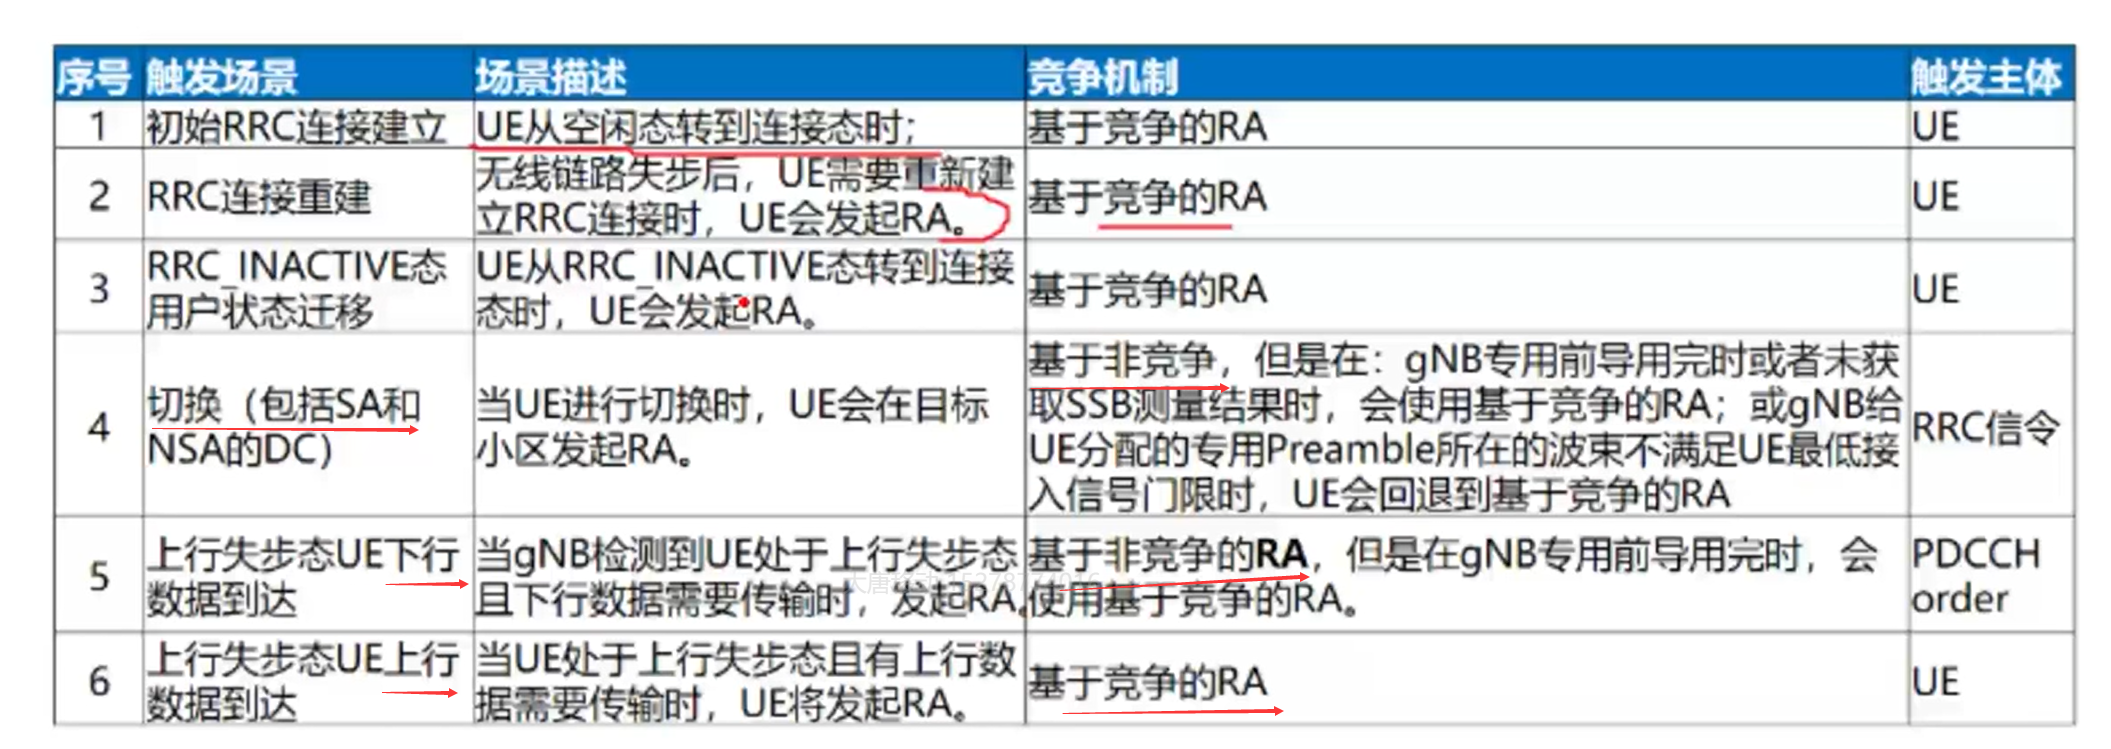 序号 触发场景 场景描述 竞争机制 触发主体
1 初始RRC连接建立 UE从空闲态转到连接态时； 基于竞争的RA UE
2 RRC连接重建 无线链路失步后，UE需要重新建
立RRC连接时，UE会发起RA。 基于竞争的RA UE
3 RRC_INACTIVE态
用户状态迁移 UE从RRC_INACTIVE态转到连接
态时，UE会发起RA。 基于竞争的RA UE
4 切换（包括SA和
NSA的DC） 当UE进行切换时，UE会在目标
小区发起RA。 基于非竞争，但是在：gNB专用前导用完时或者未获
取SSB测量结果时，会使用基于竞争的RA；或gNB给
UE分配的专用Preamble所在的波束不满足UE最低接
入信号门限时，UE会回退到基于竞争的RA RRC信令
5 上行失步态UE下行
数据到达 当gNB检测到UE处于上行失步态
且下行数据需要传输时，发起RA。 基于非竞争的RA，但是在gNB专用前导用完时，会
使用基于竞争的RA。 PDCCH
order
6 上行失步态UE上行
数据到达 当UE处于上行失步态且有上行数
据需要传输时，UE将发起RA。 基于竞争的RA UE